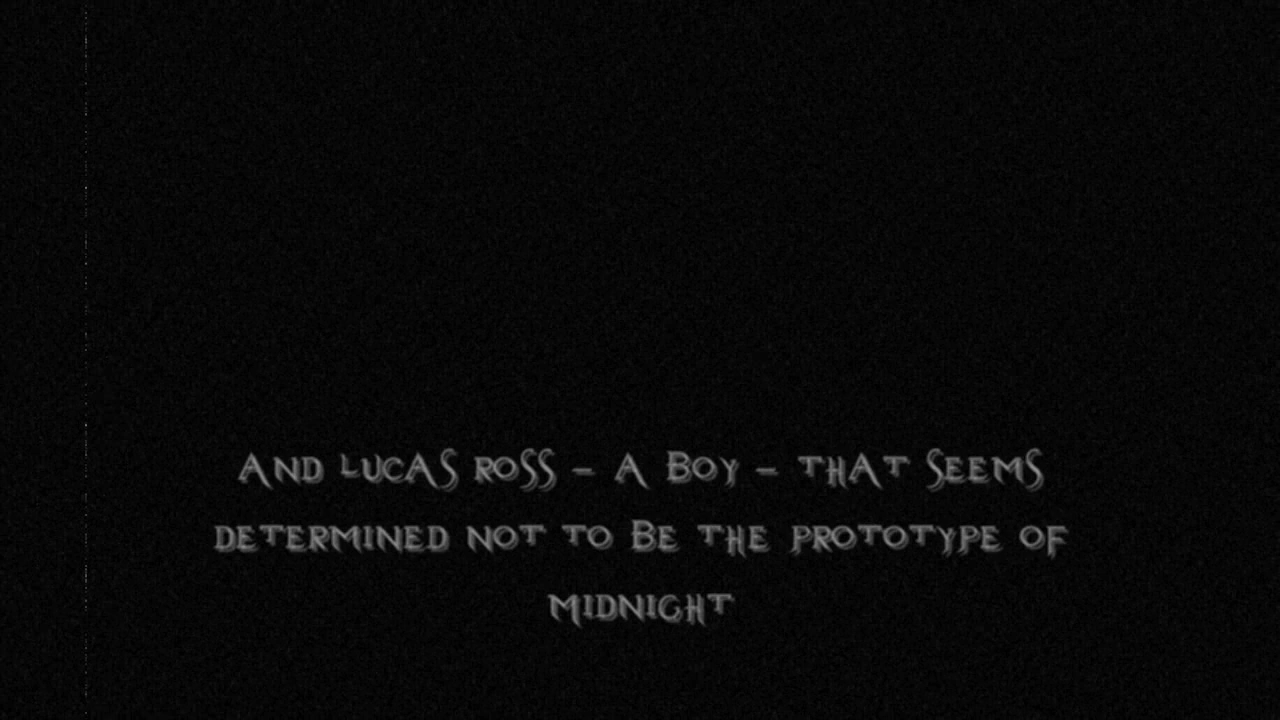 AND LUCAS ROSS – A BOY – THAT SEEMS
DETERMINED NOT TO BE THE PROTOTYPE OF
MIDNIGHT